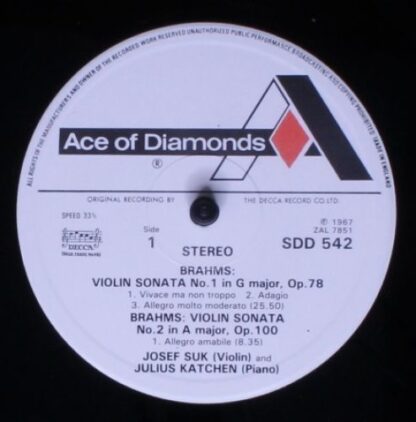 ALL RIGHTS OF THE MANUFACTURERS AND OWNER OF THE RECORDED WORK RESERVED UNAUTHORIZED PUBLIC PERFORMANCE BROADCASTING AND COPYING PROHIBITED MADE IN ENGLAND
Ace of Diamonds
®
ORIGINAL RECORDING BY THE DECCA RECORD CO. LTD.
SPEED 33⅓
℗ 1967
ZAL 7851
DECCA
Side
1
STEREO
SDD 542
BRAHMS:
VIOLIN SONATA No.1 in G major, Op.78
1. Vivace ma non troppo 2. Adagio
3. Allegro molto moderato (25.50)
BRAHMS: VIOLIN SONATA
No.2 in A major, Op.100
1. Allegro amabile (8.35)
JOSEF SUK (Violin) and
JULIUS KATCHEN (Piano)